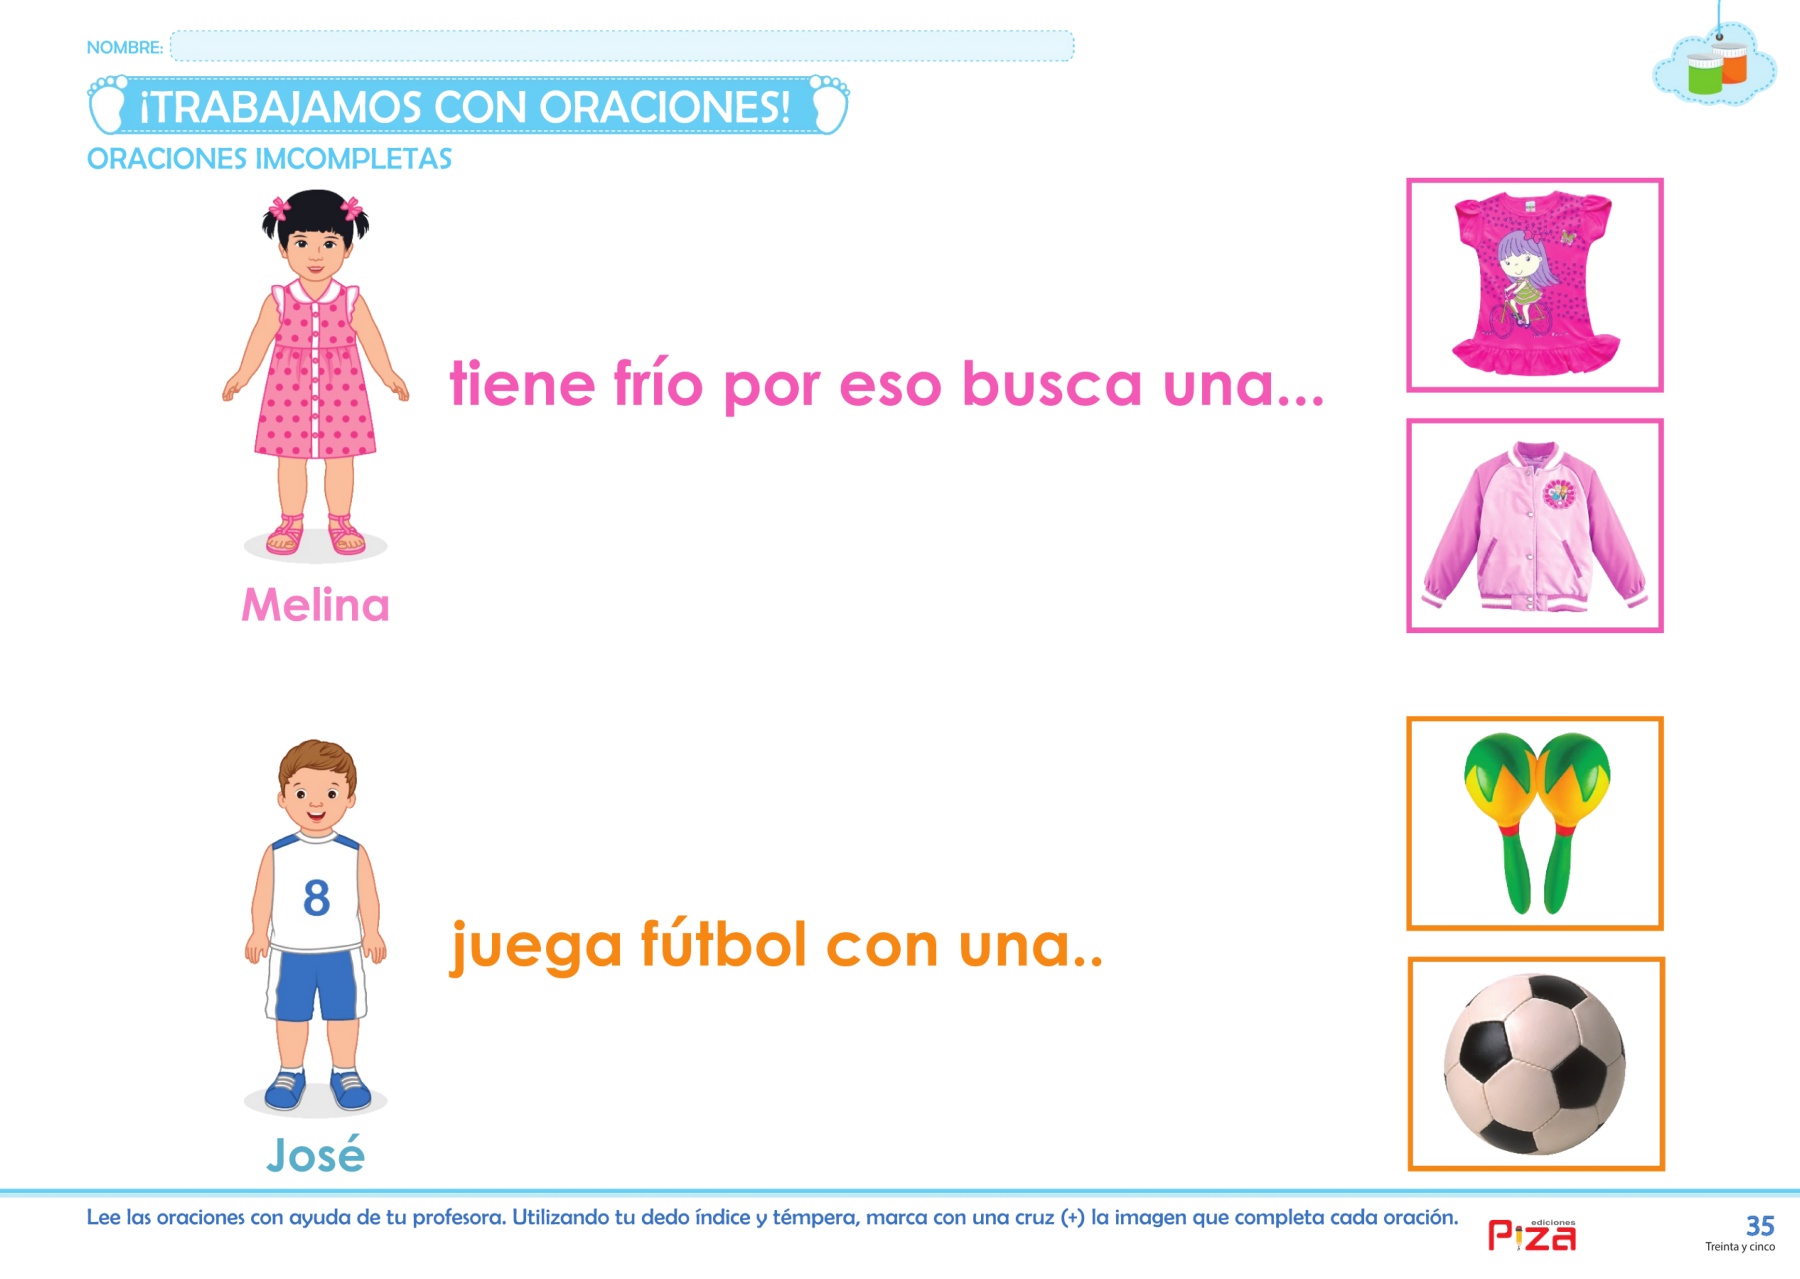 NOMBRE:
¡TRABAJAMOS CON ORACIONES!
ORACIONES IMCOMPLETAS
tiene frío por eso busca una...
Melina
8
juega fútbol con una..
José
Lee las oraciones con ayuda de tu profesora. Utilizando tu dedo índice y témpera, marca con una cruz (+) la imagen que completa cada oración.
ediciones
Piza
35
Treinta y cinco